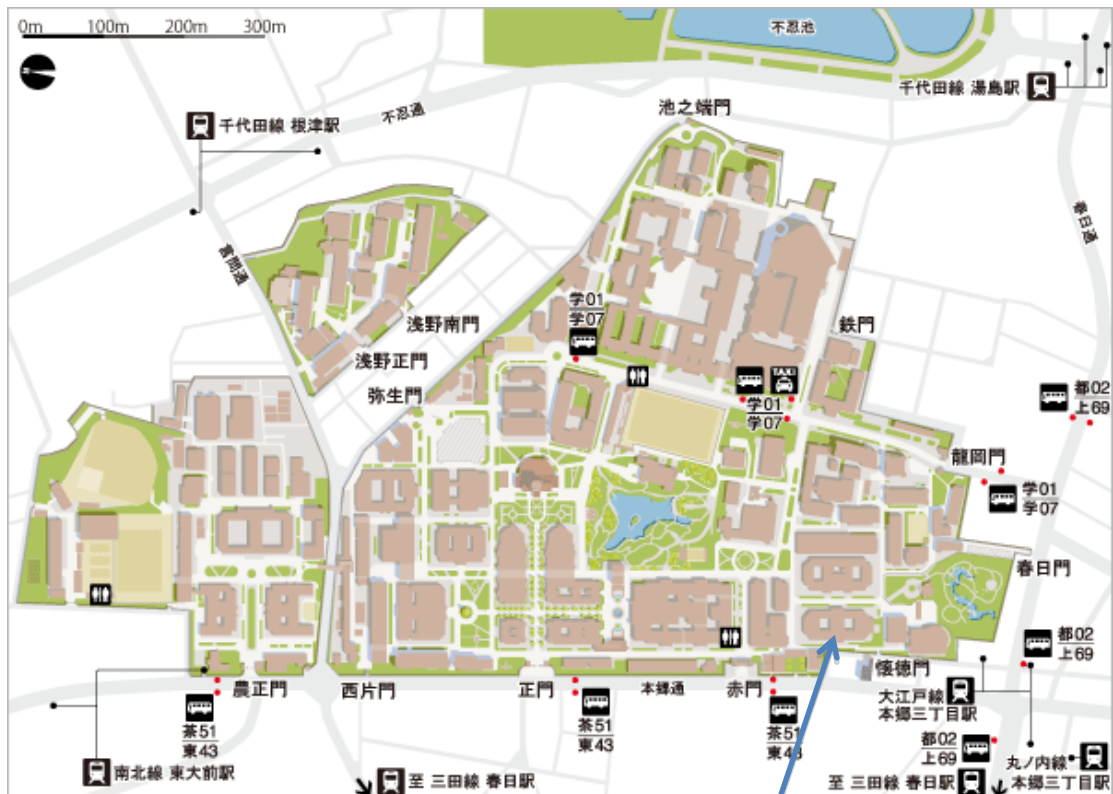 0m 100m 200m 300m
不忍池
千代田線 湯島駅
池之端門
千代田線 根津駅
不忍通
春日通
言問通
学01
学07
浅野南門
鉄門
浅野正門
弥生門
TAXI
学01
学07
都02
上69
龍岡門
学01
学07
春日門
都02
上69
懐徳門
農正門
西片門
正門
本郷通
赤門
大江戸線
本郷三丁目駅
茶51
東43
茶51
東43
茶51
東43
都02
上69
丸ノ内線
本郷三丁目駅
南北線 東大前駅
至 三田線 春日駅
至 三田線 春日駅